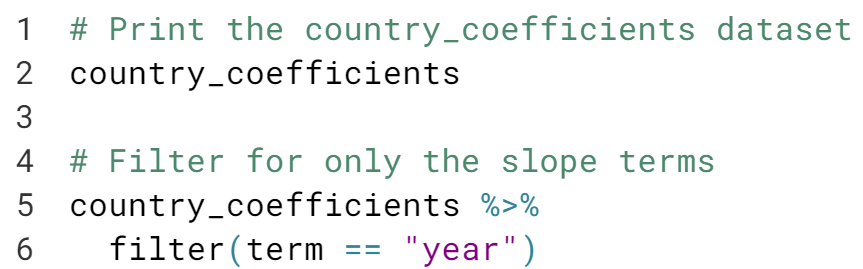 1 # Print the country_coefficients dataset
2 country_coefficients
3
4 # Filter for only the slope terms
5 country_coefficients %>%
6   filter(term == "year")